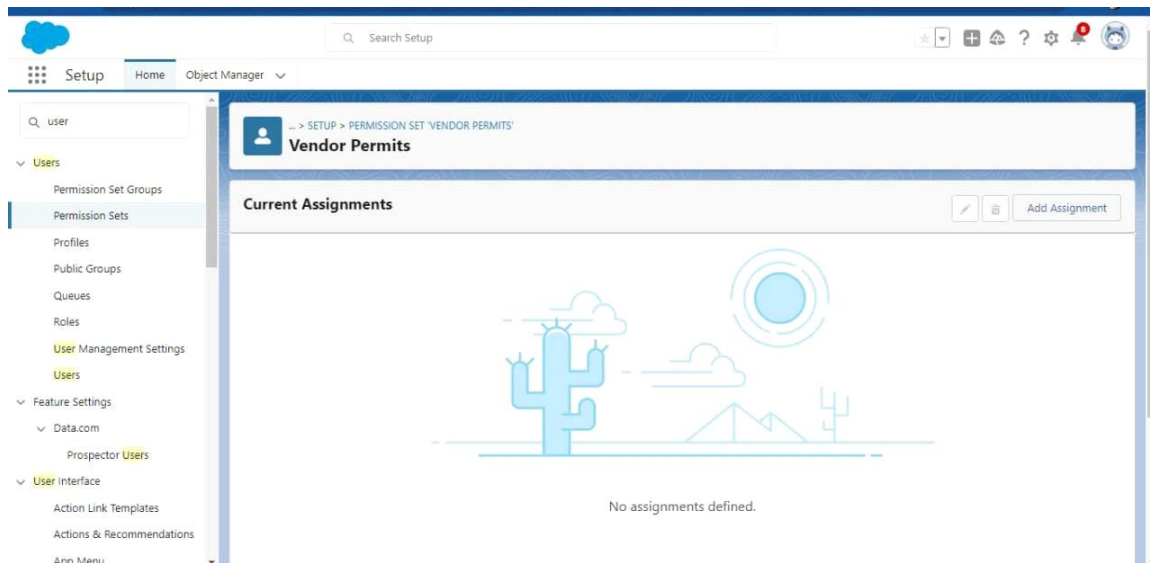 Search Setup
8
Setup
Home
Object Manager
user
Users
Permission Set Groups
Permission Sets
Profiles
Public Groups
Queues
Roles
User Management Settings
Users
Feature Settings
Data.com
Prospector Users
User Interface
Action Link Templates
Actions & Recommendations
App Menu
... > SETUP > PERMISSION SET 'VENDOR PERMITS'
Vendor Permits
Current Assignments
Add Assignment
No assignments defined.